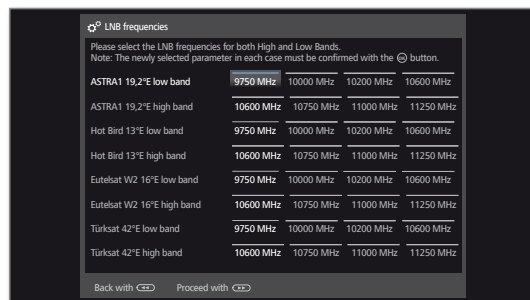 LNB frequencies
Please select the LNB frequencies for both High and Low Bands.
Note: The newly selected parameter in each case must be confirmed with the OK button.
ASTRA1 19,2°E low band 9750 MHz 10000 MHz 10200 MHz 10600 MHz
ASTRA1 19,2°E high band 10600 MHz 10750 MHz 11000 MHz 11250 MHz
Hot Bird 13°E low band 9750 MHz 10000 MHz 10200 MHz 10600 MHz
Hot Bird 13°E high band 10600 MHz 10750 MHz 11000 MHz 11250 MHz
Eutelsat W2 16°E low band 9750 MHz 10000 MHz 10200 MHz 10600 MHz
Eutelsat W2 16°E high band 10600 MHz 10750 MHz 11000 MHz 11250 MHz
Türksat 42°E low band 9750 MHz 10000 MHz 10200 MHz 10600 MHz
Türksat 42°E high band 10600 MHz 10750 MHz 11000 MHz 11250 MHz
Back with Proceed with